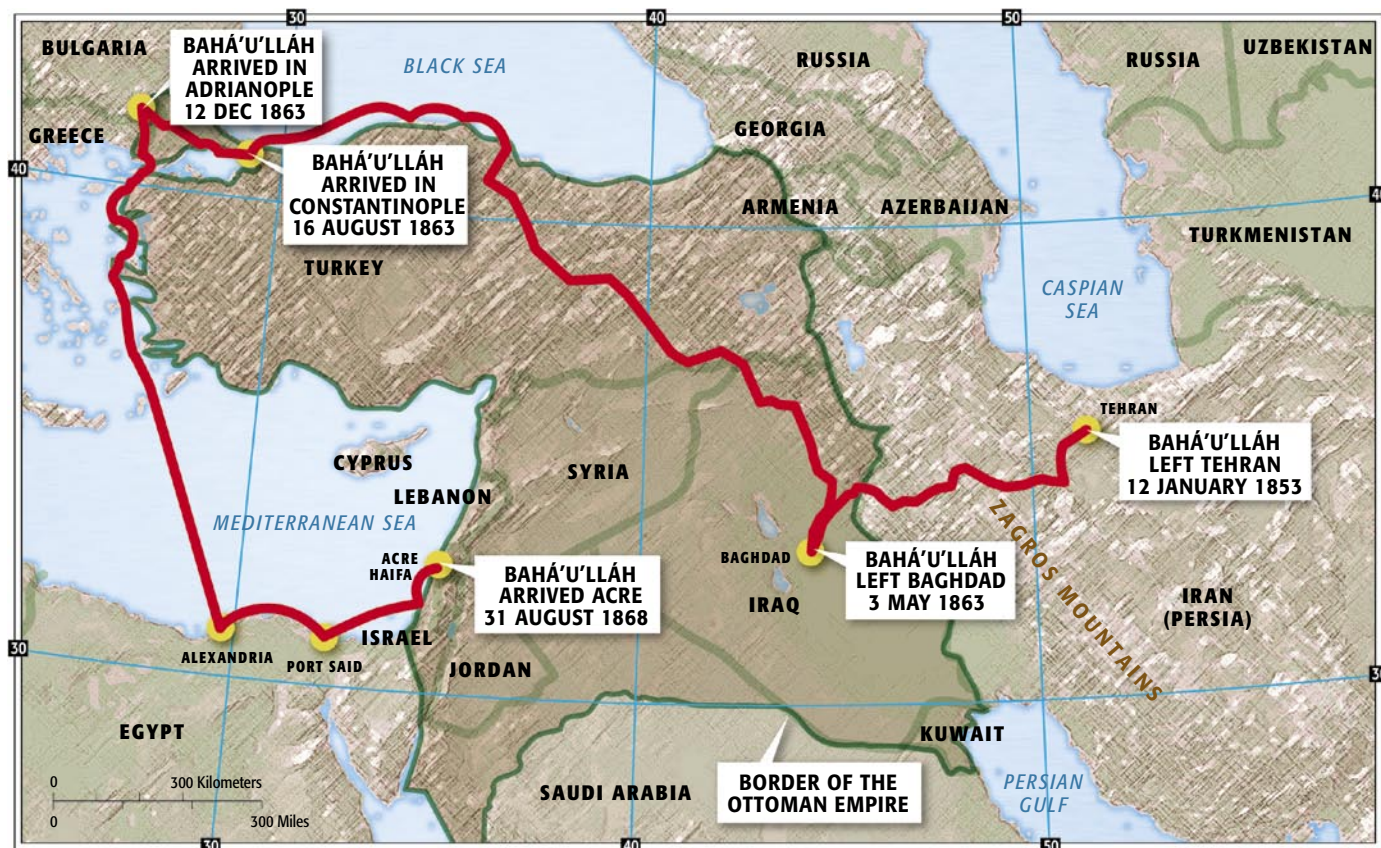 30
40
50
BULGARIA
BAHÁ'U'LLÁH
ARRIVED IN
ADRIANOPLE
12 DEC 1863
BLACK SEA
RUSSIA
RUSSIA
UZBEKISTAN
GREECE
GEORGIA
40
BAHÁ'U'LLÁH
ARRIVED IN
CONSTANTINOPLE
16 AUGUST 1863
ARMENIA
AZERBAIJAN
4
TURKMENISTAN
TURKEY
CASPIAN
SEA
TEHRAN
BAHÁ'U'LLÁH
LEFT TEHRAN
12 JANUARY 1853
CYPRUS
SYRIA
LEBANON
MEDITERRANEAN SEA
ZAGROS MOUNTAINS
ACRE
HAIFA
BAHÁ'U'LLÁH
ARRIVED ACRE
31 AUGUST 1868
BAGHDAD
BAHÁ'U'LLÁH
LEFT BAGHDAD
3 MAY 1863
IRAQ
IRAN
(PERSIA)
ISRAEL
30
ALEXANDRIA
PORT SAID
JORDAN
3
EGYPT
KUWAIT
0
300 Kilometers
0
300 Miles
SAUDI ARABIA
BORDER OF THE
OTTOMAN EMPIRE
PERSIAN
GULF
30
40
50